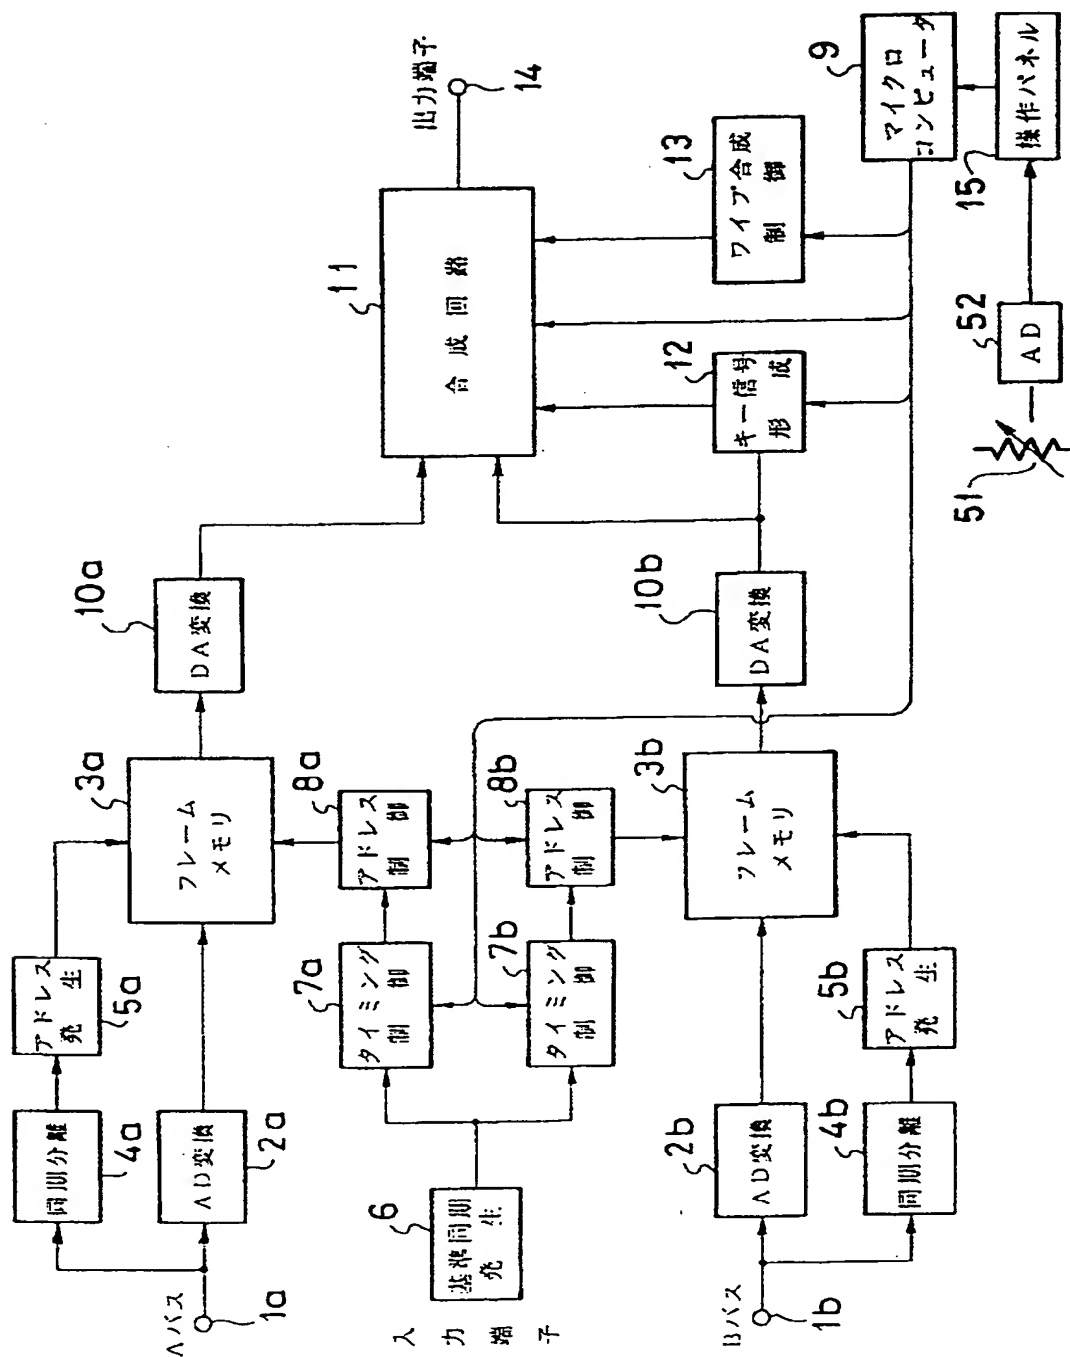 Aバス
1a
同期分離
4a
AD変換
2a
アドレス
発生
5a
フレーム
メモリ
3a
DA変換
10a
入力端子
基準同期
発生
6
タイミング
制御
7a
アドレス
制御
8a
タイミング
制御
7b
アドレス
制御
8b
Bバス
1b
AD変換
2b
同期分離
4b
アドレス
発生
5b
フレーム
メモリ
3b
DA変換
10b
合成回路
11
出力端子
14
キー信号
形成
12
ワイプ合成
制御
13
マイクロ
コンピュータ
9
操作パネル
15
AD
52
51